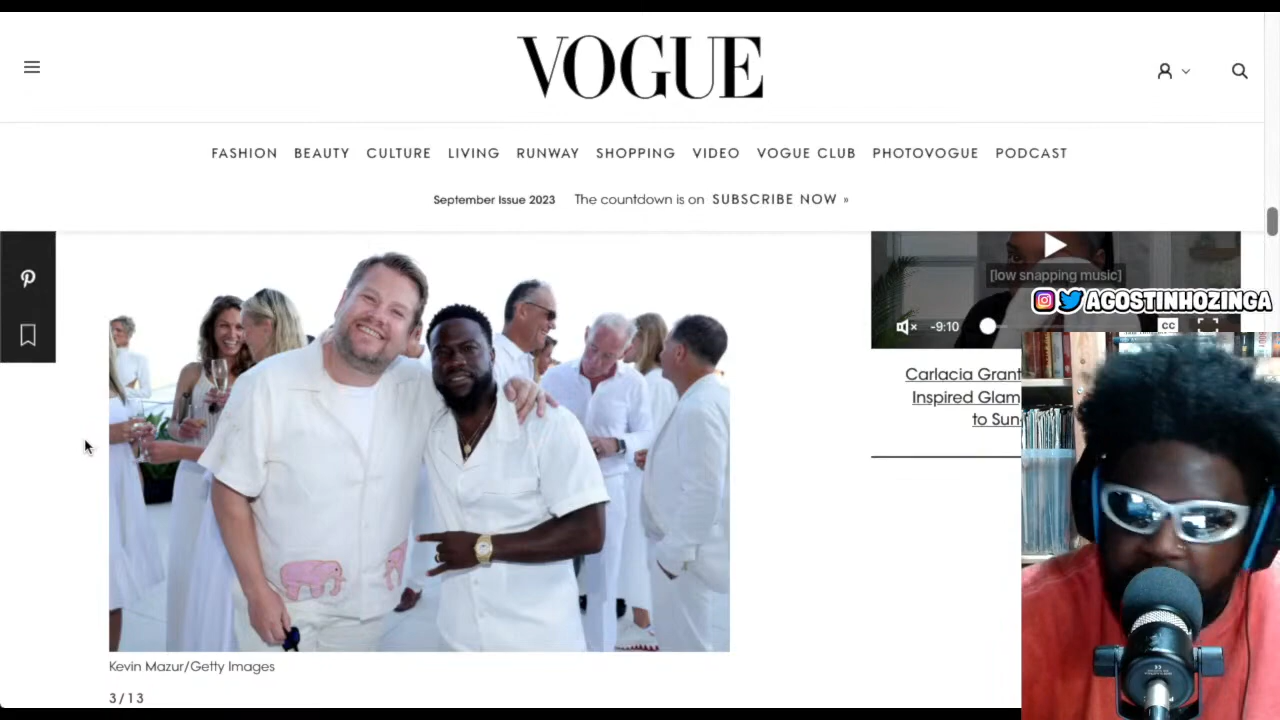 VOGUE
FASHION BEAUTY CULTURE LIVING RUNWAY SHOPPING VIDEO VOGUE CLUB PHOTOVOGUE PODCAST
September Issue 2023 The countdown is on SUBSCRIBE NOW »
[low snapping music]
AGOSTINHOZINGA
-9:10
CC
Carlacia Grant
Inspired Glam
to Sun
Kevin Mazur/Getty Images
3/13